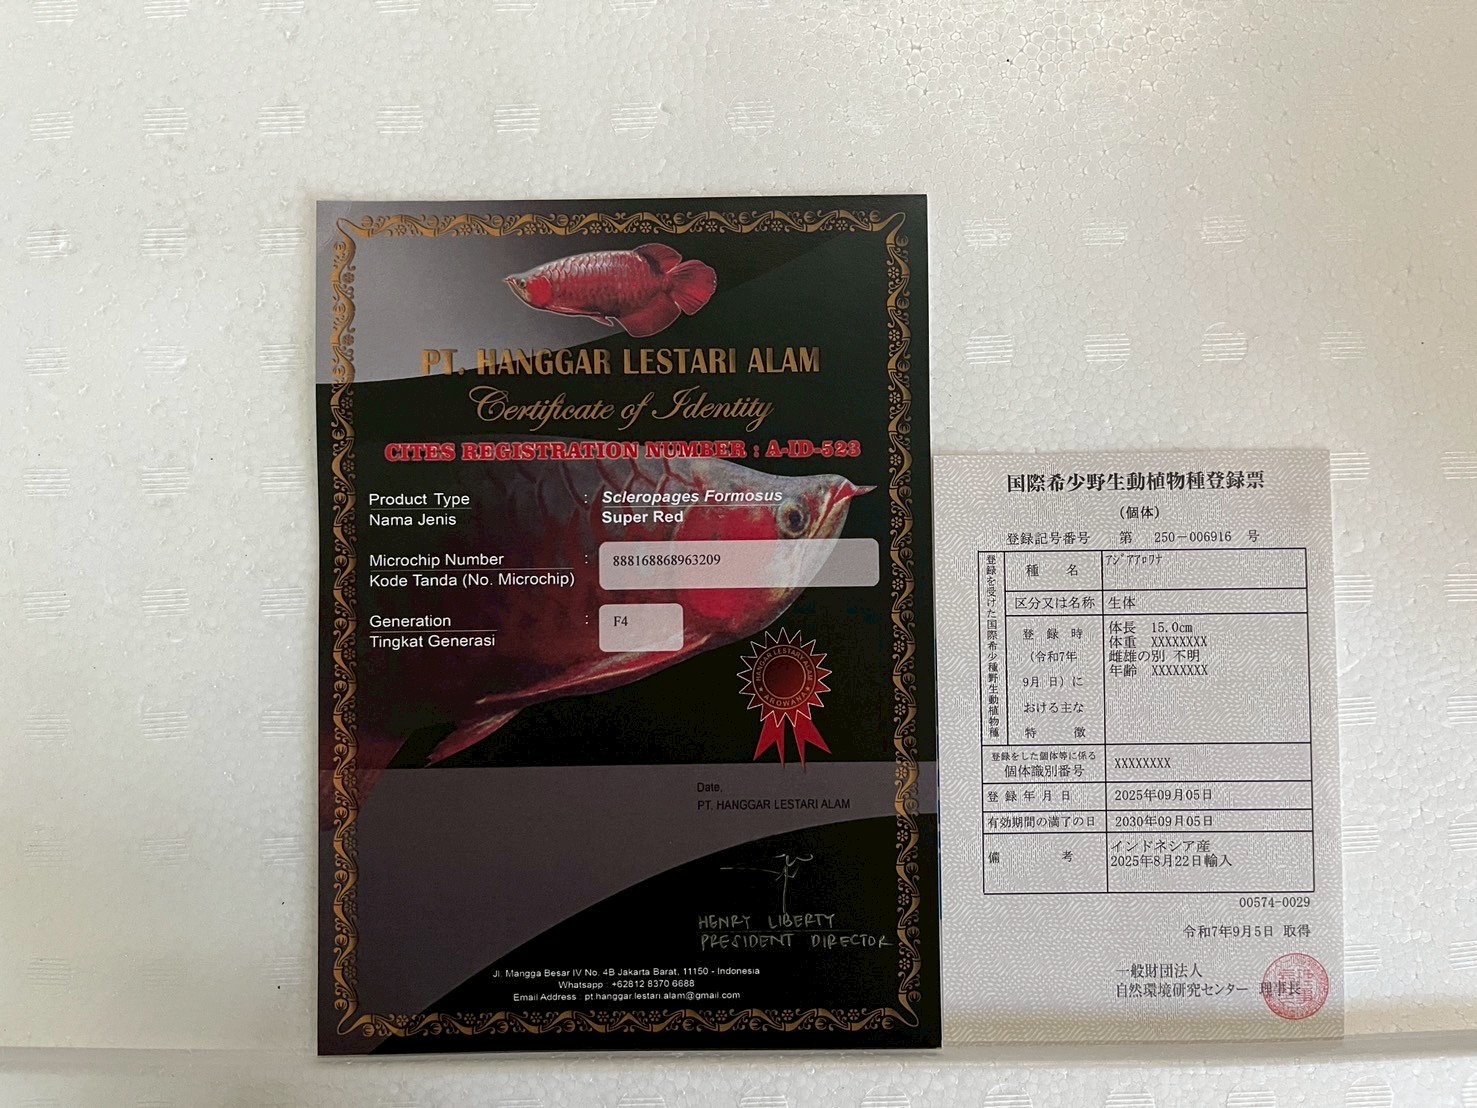 PT. HANGGAR LESTARI ALAM
Certificate of Identity
CITES REGISTRATION NUMBER : A-ID-523
Product Type : Scleropages Formosus
Nama Jenis Super Red
Microchip Number : 888168868963209
Kode Tanda (No. Microchip)
Generation : F4
Tingkat Generasi
HANGGAR LESTARY ALAM
AROWANA
Date,
PT. HANGGAR LESTARI ALAM
HENRY LIBERTY
PRESIDENT DIRECTOR
Jl. Mangga Besar IV No. 4B Jakarta Barat, 11150 - Indonesia
Whatsapp : +62812 8370 6688
Email Address : pt.hanggar.lestari.alam@gmail.com
国際希少野生動植物種登録票
(個体)
登録記号番号 第 250-006916 号
登録を受けた国際希少種野生動植物種
種名 アジアアロワナ
区分又は名称 生体
登録時
(令和7年
9月 日)に
おける主な
特徴
体長 15.0cm
体重 XXXXXXXX
雌雄の別 不明
年齢 XXXXXXXX
登録をした個体等に係る
個体識別番号 XXXXXXXX
登録年月日 2025年09月05日
有効期間の満了の日 2030年09月05日
備考 インドネシア産
2025年8月22日輸入
00574-0029
令和7年9月5日 取得
一般財団法人
自然環境研究センター 理事長